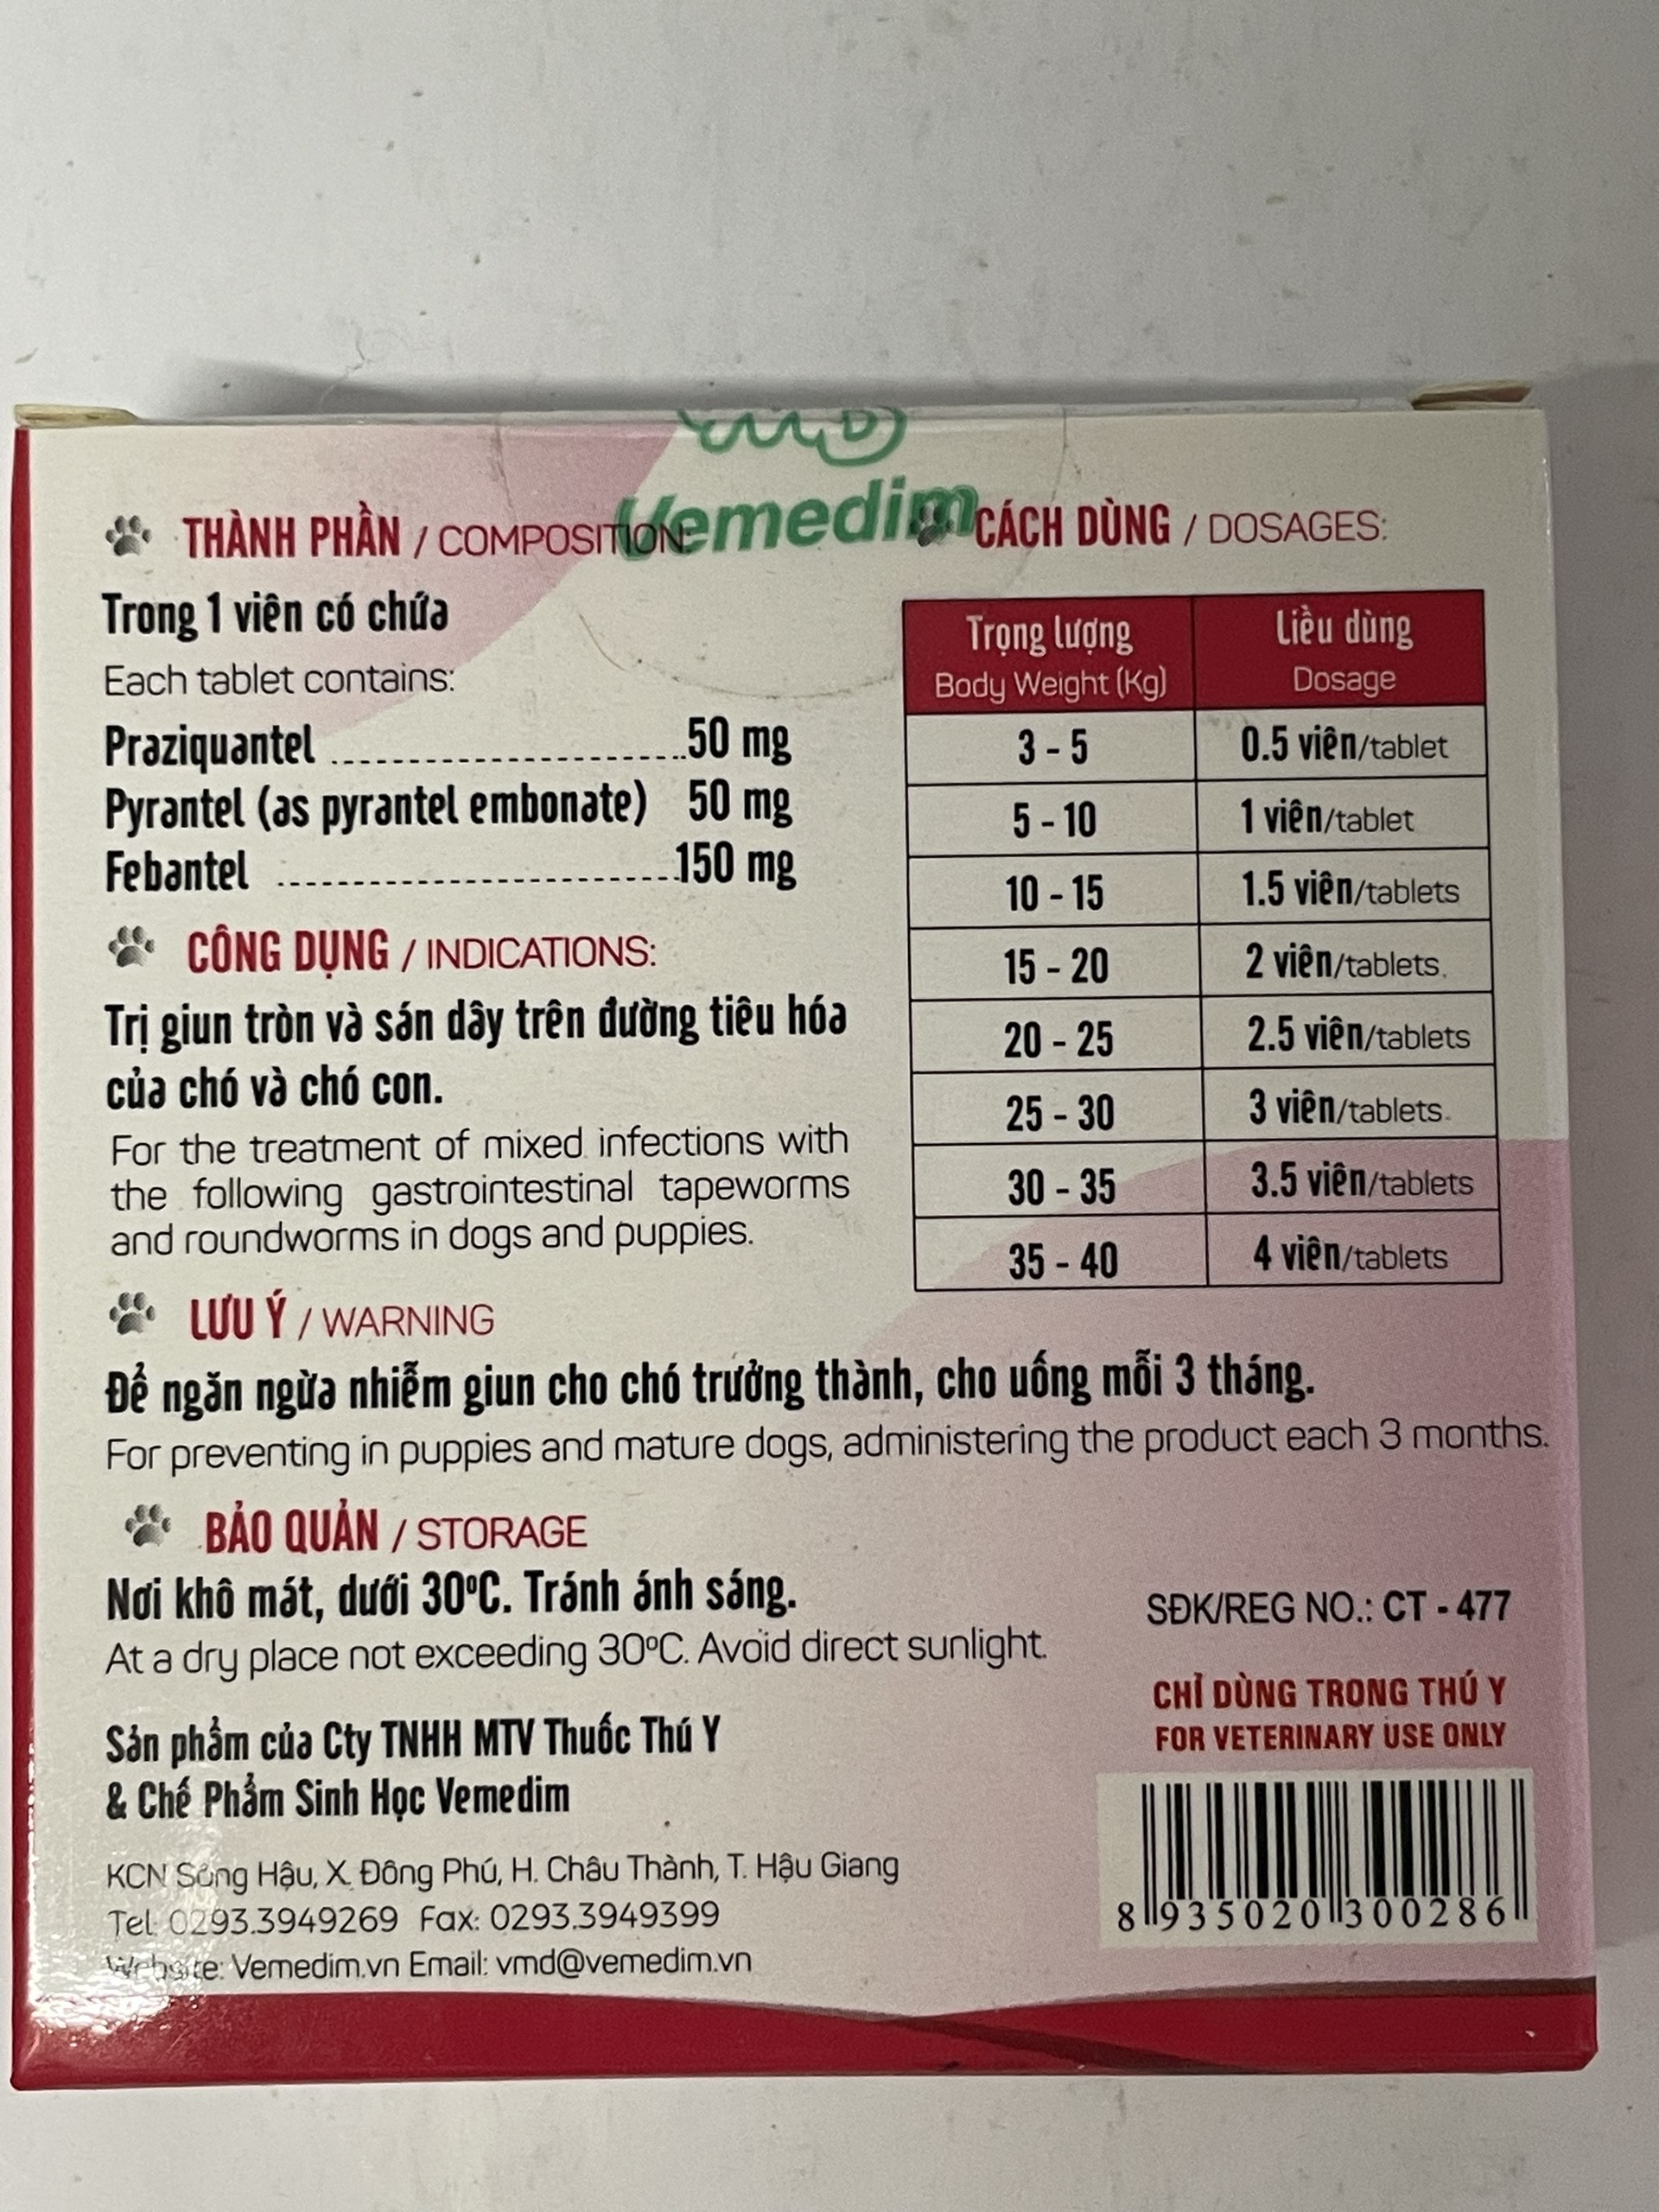 Vemedim
THÀNH PHẦN / COMPOSITION:
Trong 1 viên có chứa
Each tablet contains:
Praziquantel ........................50 mg
Pyrantel (as pyrantel embonate) 50 mg
Febantel ...........................150 mg
CÔNG DỤNG / INDICATIONS:
Trị giun tròn và sán dây trên đường tiêu hóa
của chó và chó con.
For the treatment of mixed infections with
the following gastrointestinal tapeworms
and roundworms in dogs and puppies.
CÁCH DÙNG / DOSAGES:
Trọng lượng Liều dùng
Body Weight (Kg) Dosage
3 - 5 0.5 viên/tablet
5 - 10 1 viên/tablet
10 - 15 1.5 viên/tablets
15 - 20 2 viên/tablets.
20 - 25 2.5 viên/tablets
25 - 30 3 viên/tablets.
30 - 35 3.5 viên/tablets
35 - 40 4 viên/tablets
LƯU Ý / WARNING
Để ngăn ngừa nhiễm giun cho chó trưởng thành, cho uống mỗi 3 tháng.
For preventing in puppies and mature dogs, administering the product each 3 months.
BẢO QUẢN / STORAGE
Nơi khô mát, dưới 30ºC. Tránh ánh sáng.
At a dry place not exceeding 30ºC. Avoid direct sunlight.
Sản phẩm của Cty TNHH MTV Thuốc Thú Y
& Chế Phẩm Sinh Học Vemedim
KCN Sông Hậu, X. Đông Phú, H. Châu Thành, T. Hậu Giang
Tel: 0293.3949269 Fax: 0293.3949399
Website: Vemedim.vn Email: vmd@vemedim.vn
SĐK/REG NO.: CT - 477
CHỈ DÙNG TRONG THÚ Y
FOR VETERINARY USE ONLY
8 935020 300286